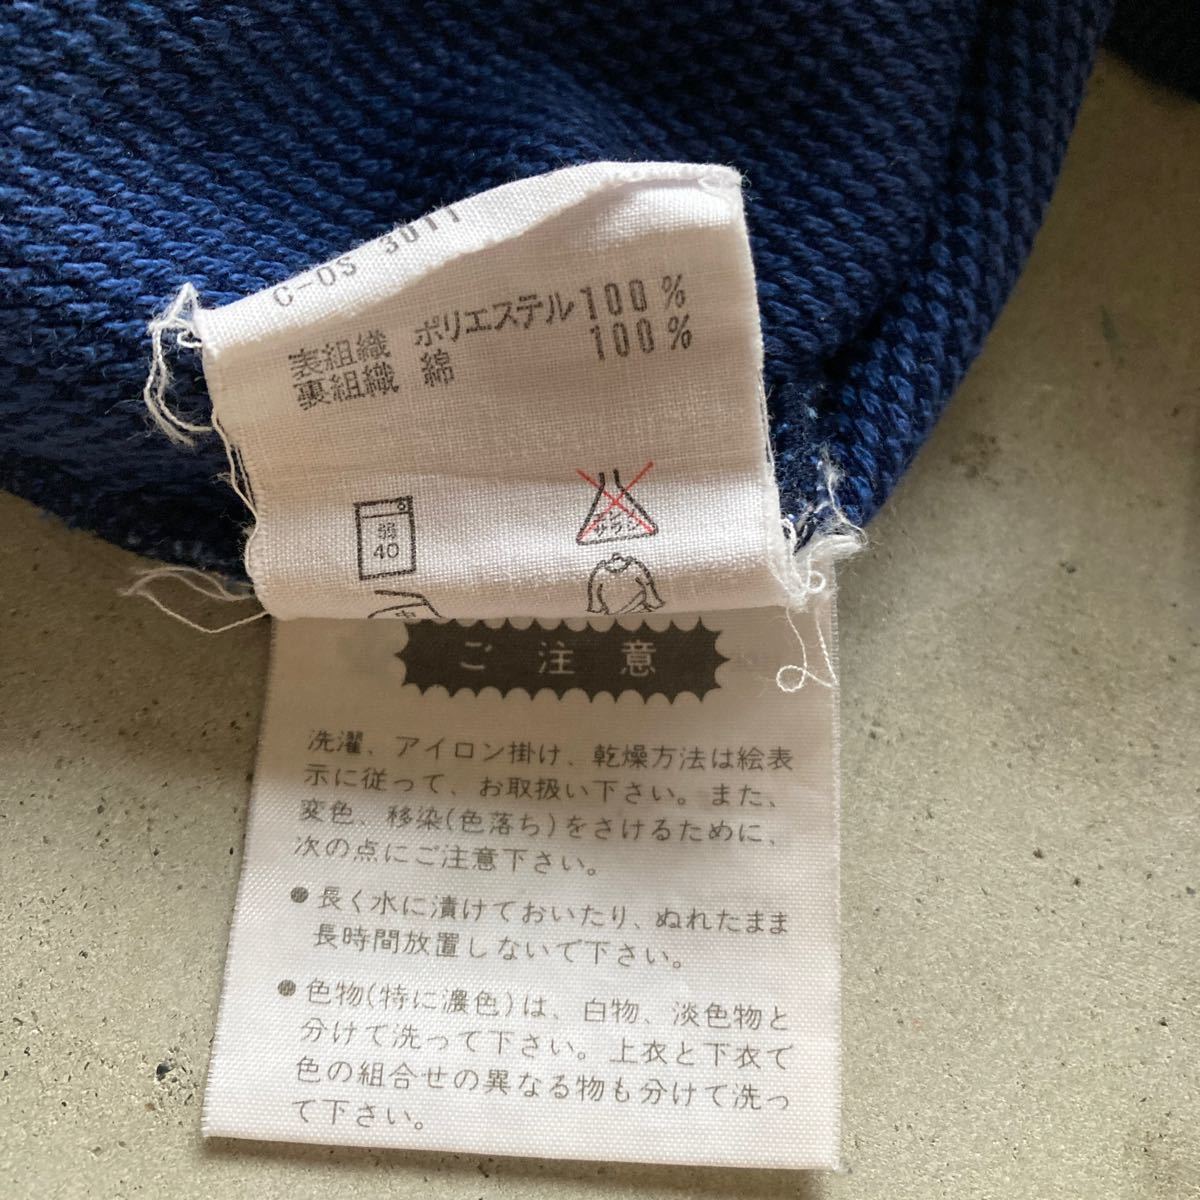 C-OS 3011
表組織 ポリエステル 100%
裏組織 綿 100%
弱
40
サラシ
中
ご注意
洗濯、アイロン掛け、乾燥方法は絵表
示に従って、お取扱い下さい。また、
変色、移染(色落ち)をさけるために、
次の点にご注意下さい。
● 長く水に漬けておいたり、ぬれたまま
長時間放置しないで下さい。
● 色物(特に濃色)は、白物、淡色物と
分けて洗って下さい。上衣と下衣で
色の組合せの異なる物も分けて洗っ
て下さい。